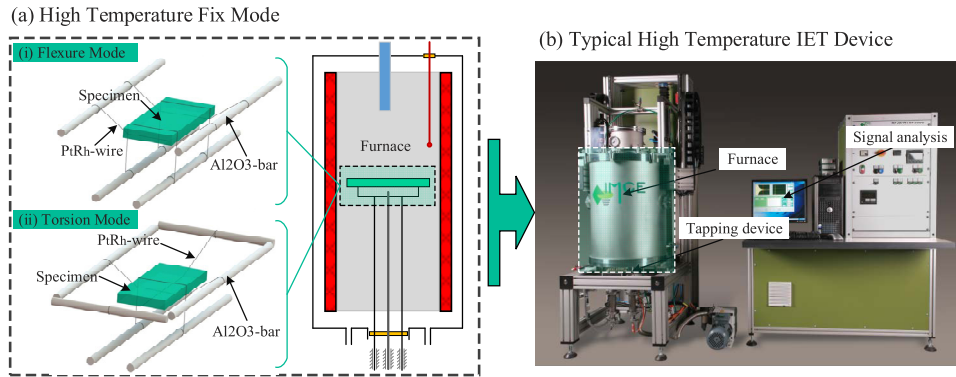 (a) High Temperature Fix Mode
(i) Flexure Mode
Specimen
PtRh-wire
Al2O3-bar
(ii) Torsion Mode
PtRh-wire
Specimen
Al2O3-bar
Furnace
(b) Typical High Temperature IET Device
Signal analysis
Furnace
IMCE
Tapping device